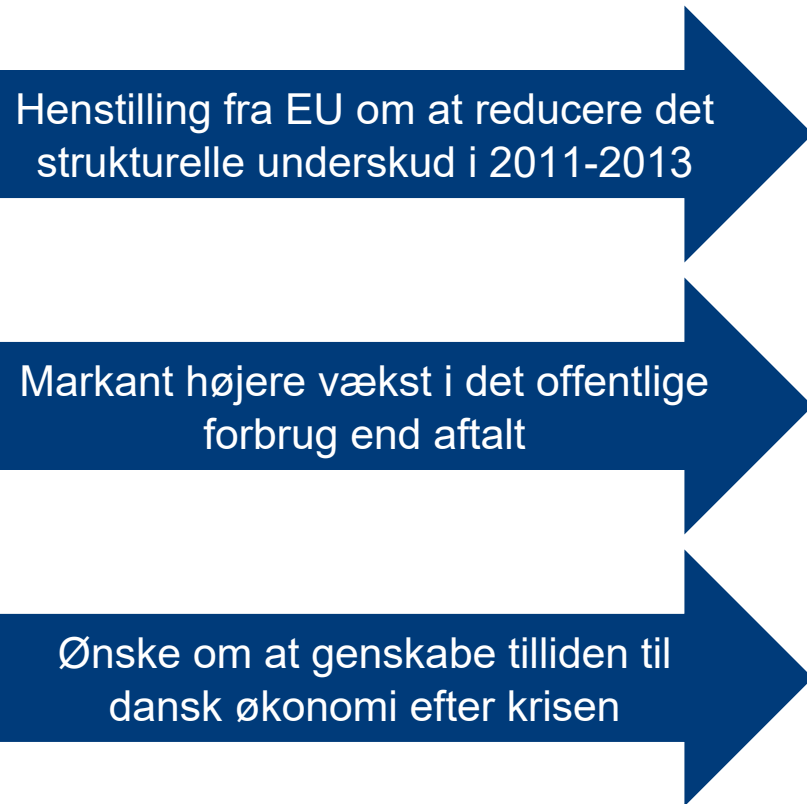 Henstilling fra EU om at reducere det
strukturelle underskud i 2011-2013
Markant højere vækst i det offentlige
forbrug end aftalt
Ønske om at genskabe tilliden til
dansk økonomi efter krisen